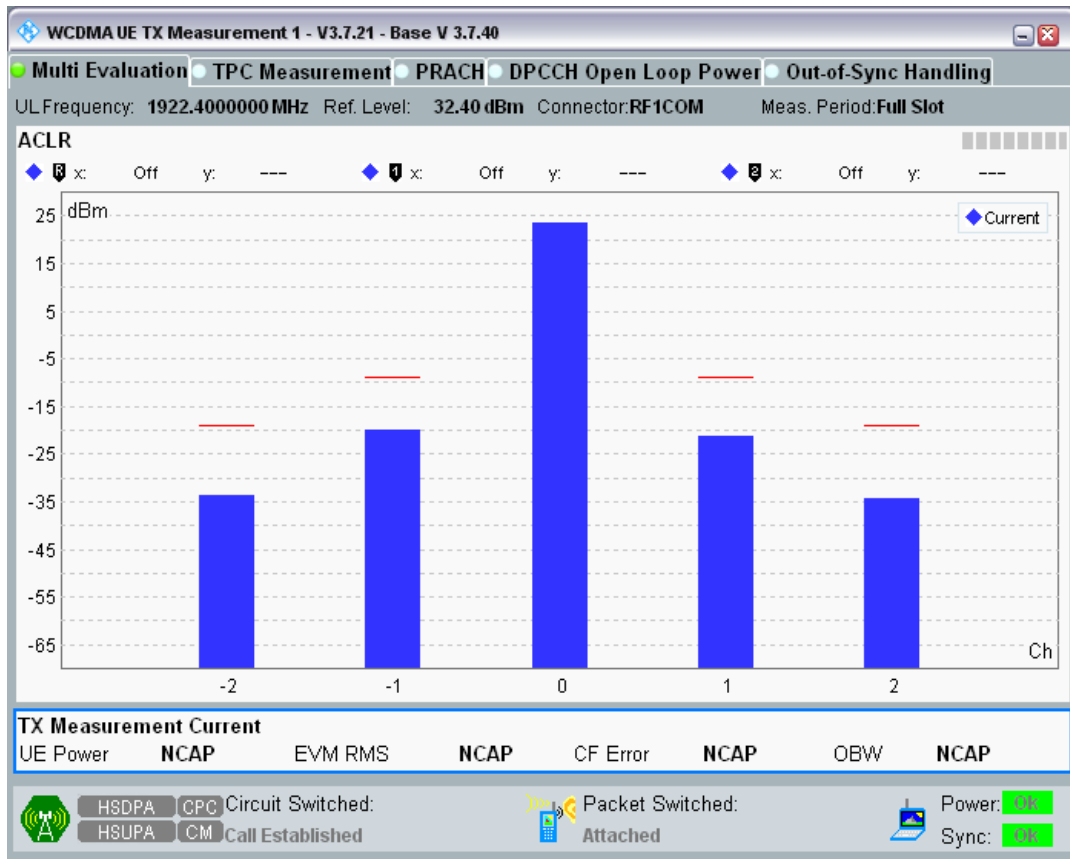 WCDMA UE TX Measurement 1 - V3.7.21 - Base V 3.7.40
Multi Evaluation TPC Measurement PRACH DPCCH Open Loop Power Out-of-Sync Handling
UL Frequency: 1922.4000000 MHz Ref. Level: 32.40 dBm Connector:RF1COM Meas. Period:Full Slot
ACLR
R x: Off y: --- 1 x: Off y: --- 2 x: Off y: ---
dBm
Current
25
15
5
-5
-15
-25
-35
-45
-55
-65
Ch
-2 -1 0 1 2
TX Measurement Current
UE Power NCAP EVM RMS NCAP CF Error NCAP OBW NCAP
HSDPA CPC Circuit Switched: Packet Switched: Power: Ok
HSUPA CM Call Established Attached Sync: Ok